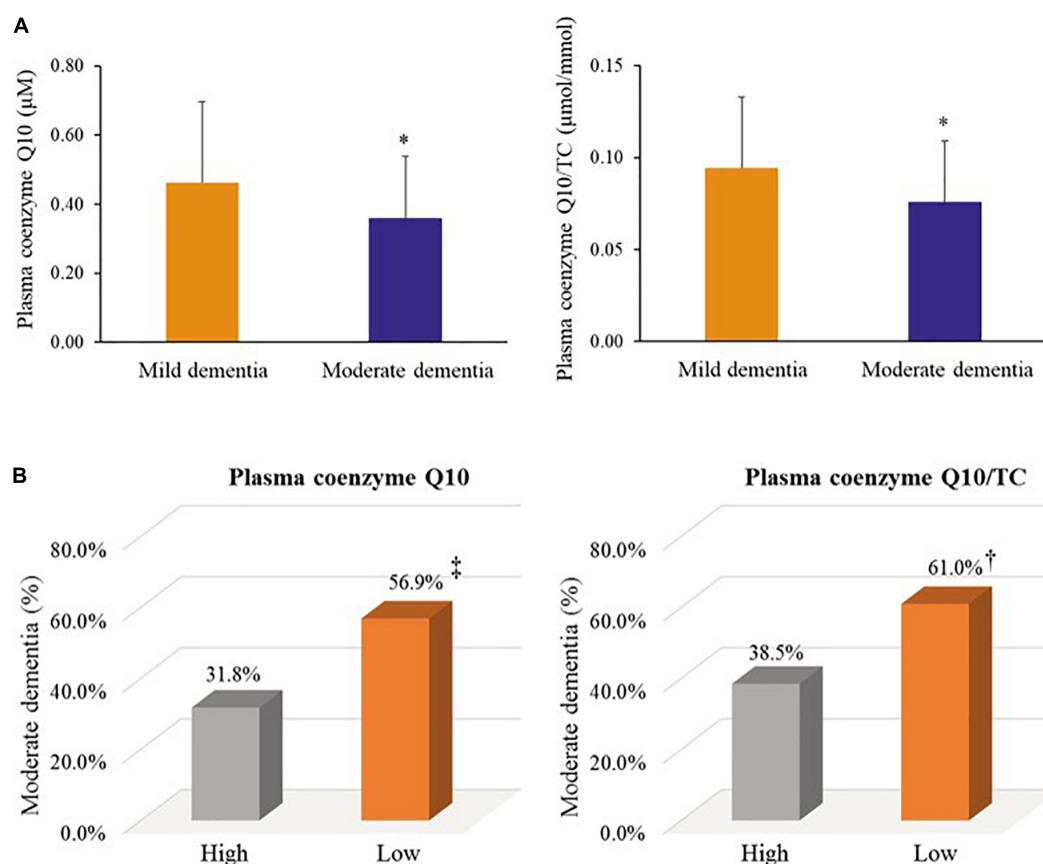 A
Plasma coenzyme Q10 (μM)
0.80
0.60
0.40
0.20
0.00
*
Mild dementia
Moderate dementia
Plasma coenzyme Q10/TC (μmol/mmol)
0.15
0.10
0.05
0.00
*
Mild dementia
Moderate dementia
B
Plasma coenzyme Q10
Moderate dementia (%)
80.0%
60.0%
40.0%
20.0%
0.0%
31.8%
56.9% ‡
High
Low
Plasma coenzyme Q10/TC
Moderate dementia (%)
80.0%
60.0%
40.0%
20.0%
0.0%
38.5%
61.0% †
High
Low